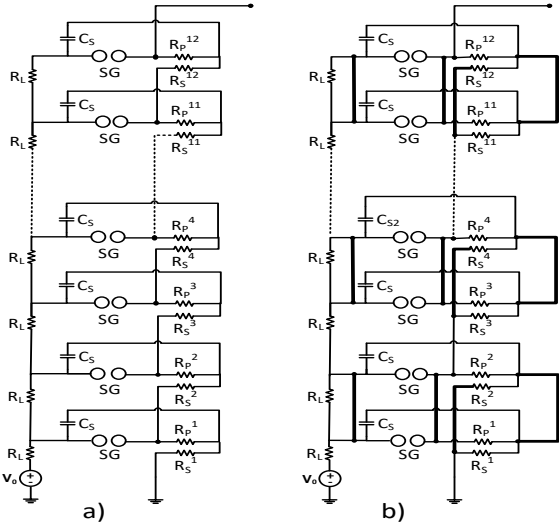 C_S
R_P^12
R_L
SG
R_S^12
C_S
R_P^11
R_L
SG
R_S^11
C_S
R_P^4
SG
R_S^4
R_L
C_S
R_P^3
SG
R_S^3
R_L
C_S
R_P^2
SG
R_S^2
R_L
C_S
R_P^1
SG
R_S^1
R_L
V_0
+
-
a)
C_S
R_P^12
R_L
SG
R_S^12
C_S
R_P^11
R_L
SG
R_S^11
C_S2
R_P^4
SG
R_S^4
R_L
C_S
R_P^3
SG
R_S^3
R_L
C_S
R_P^2
SG
R_S^2
R_L
C_S
R_P^1
SG
R_S^1
R_L
V_0
+
-
b)